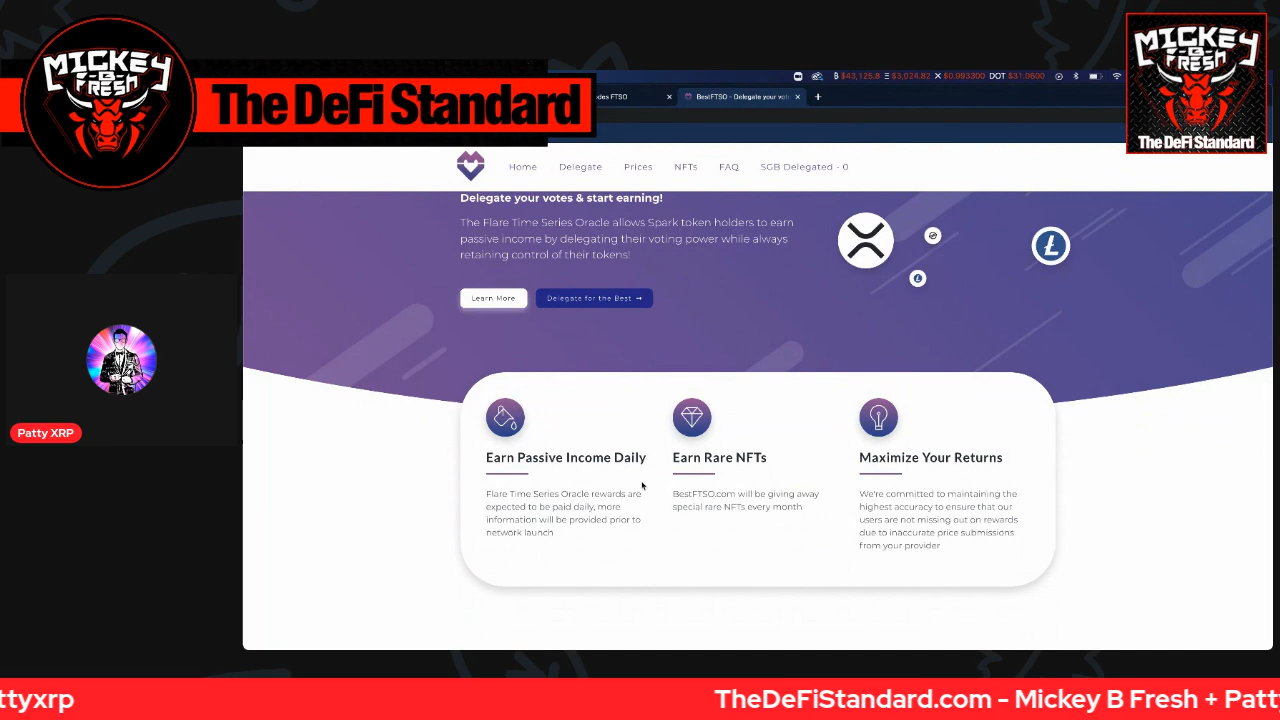 MICKEY
-B-
FRESH
The DeFi Standard
MICKEY
-B-
FRESH
The DeFi Standard
$43,125.8 $3,024.82 $0.993300 DOT $31.0600
des FTSO
BestFTSO - Delegate your vot
Home Delegate Prices NFTs FAQ SGB Delegated - 0
Delegate your votes & start earning!
The Flare Time Series Oracle allows Spark token holders to earn
passive income by delegating their voting power while always
retaining control of their tokens!
Learn More
Delegate for the Best →
Earn Passive Income Daily
Flare Time Series Oracle rewards are
expected to be paid daily, more
information will be provided prior to
network launch
Earn Rare NFTs
BestFTSO.com will be giving away
special rare NFTs every month
Maximize Your Returns
We're committed to maintaining the
highest accuracy to ensure that our
users are not missing out on rewards
due to inaccurate price submissions
from your provider
Patty XRP
ttyxrp
TheDeFiStandard.com - Mickey B Fresh + Patty